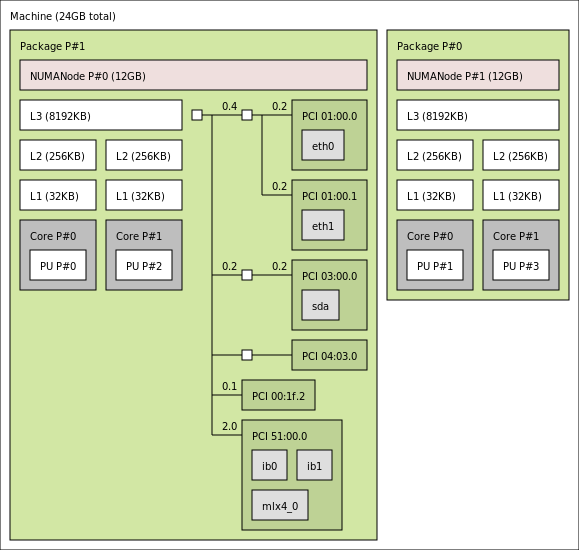 Machine (24GB total)
Package P#1
NUMANode P#0 (12GB)
L3 (8192KB)
L2 (256KB) L2 (256KB)
L1 (32KB) L1 (32KB)
Core P#0 Core P#1
PU P#0 PU P#2
0.4 0.2 PCI 01:00.0
eth0
0.2 PCI 01:00.1
eth1
0.2 0.2 PCI 03:00.0
sda
PCI 04:03.0
0.1 PCI 00:1f.2
2.0 PCI 51:00.0
ib0 ib1
mlx4_0
Package P#0
NUMANode P#1 (12GB)
L3 (8192KB)
L2 (256KB) L2 (256KB)
L1 (32KB) L1 (32KB)
Core P#0 Core P#1
PU P#1 PU P#3